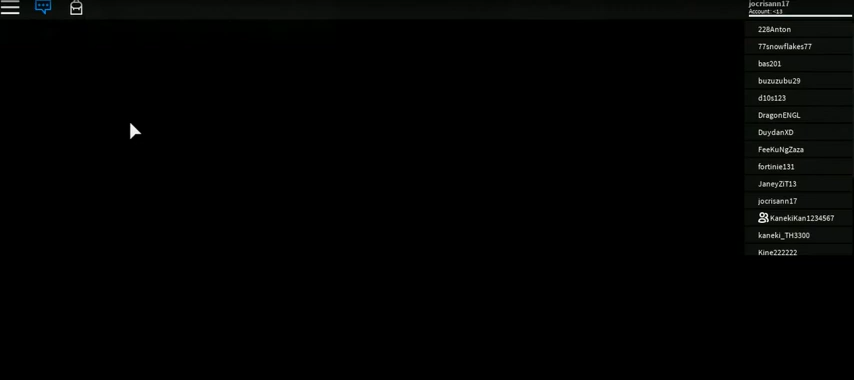 jocrisann17
Account: <13
228Anton
77snowflakes77
bas201
buzuzubu29
d10s123
DragonENGL
DuydanXD
FeeKuNgZaza
fortinie131
JaneyZiT13
jocrisann17
KanekiKan1234567
kaneki_TH3300
Kine222222